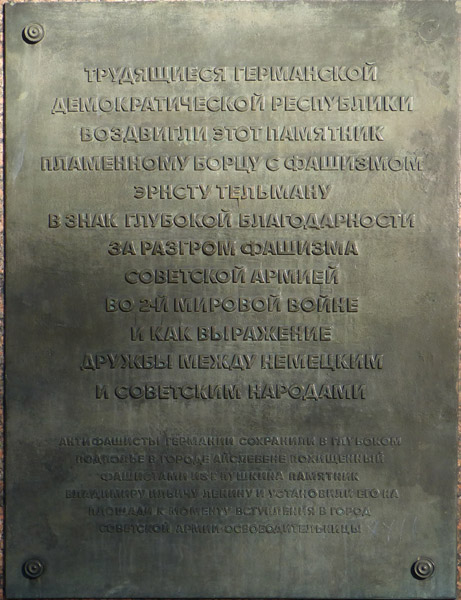 ТРУДЯЩИЕСЯ ГЕРМАНСКОЙ
ДЕМОКРАТИЧЕСКОЙ РЕСПУБЛИКИ
ВОЗДВИГЛИ ЭТОТ ПАМЯТНИК
ПЛАМЕННОМУ БОРЦУ С ФАШИЗМОМ
ЭРНСТУ ТЕЛЬМАНУ
В ЗНАК ГЛУБОКОЙ БЛАГОДАРНОСТИ
ЗА РАЗГРОМ ФАШИЗМА
СОВЕТСКОЙ АРМИЕЙ
ВО 2-Й МИРОВОЙ ВОЙНЕ
И КАК ВЫРАЖЕНИЕ
ДРУЖБЫ МЕЖДУ НЕМЕЦКИМ
И СОВЕТСКИМ НАРОДАМИ
АНТИФАШИСТЫ ГЕРМАНИИ СОХРАНИЛИ В ГЛУБОКОМ
ПОДПОЛЬЕ В ГОРОДЕ АЙСЛЕБЕНЕ ПОХИЩЕННЫЙ
ФАШИСТАМИ ИЗ Г. ПУШКИНА ПАМЯТНИК
ВЛАДИМИРУ ИЛЬИЧУ ЛЕНИНУ И УСТАНОВИЛИ ЕГО НА
ПЛОЩАДИ К МОМЕНТУ ВСТУПЛЕНИЯ В ГОРОД
СОВЕТСКОЙ АРМИИ-ОСВОБОДИТЕЛЬНИЦЫ